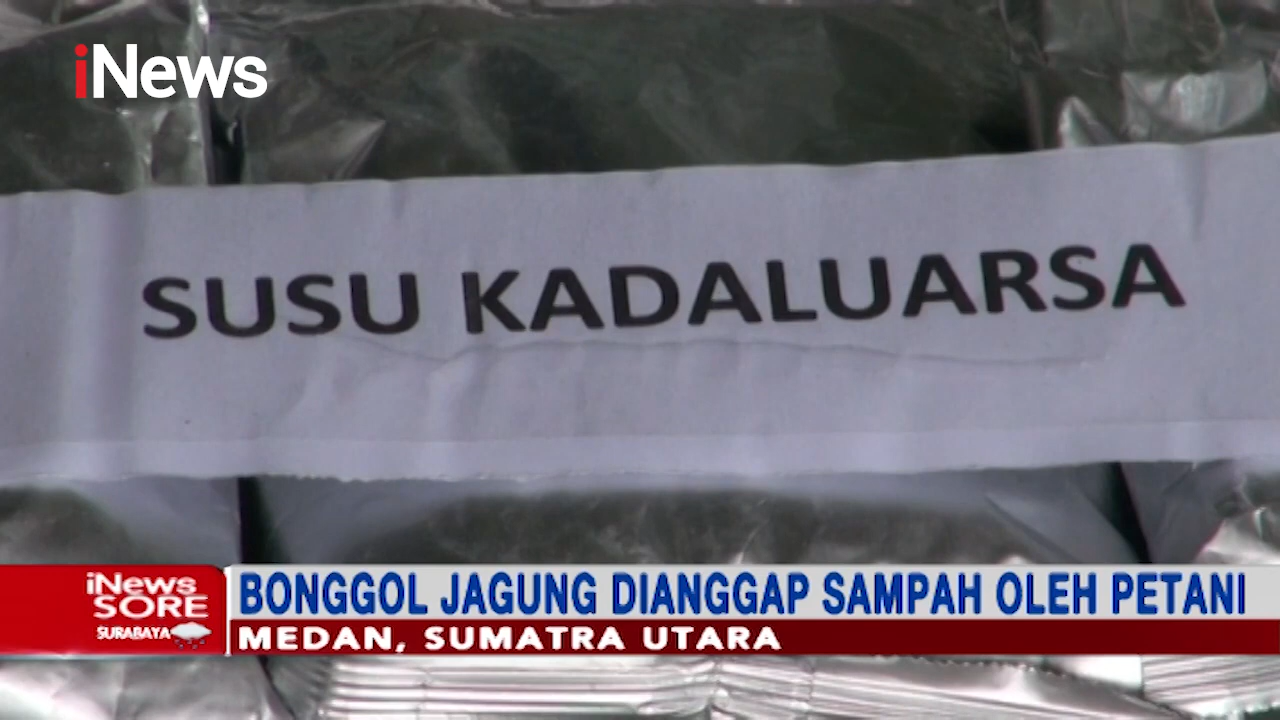 iNews
SUSU KADALUARSA
iNews
SORE
SURABAYA
BONGGOL JAGUNG DIANGGAP SAMPAH OLEH PETANI
MEDAN, SUMATRA UTARA